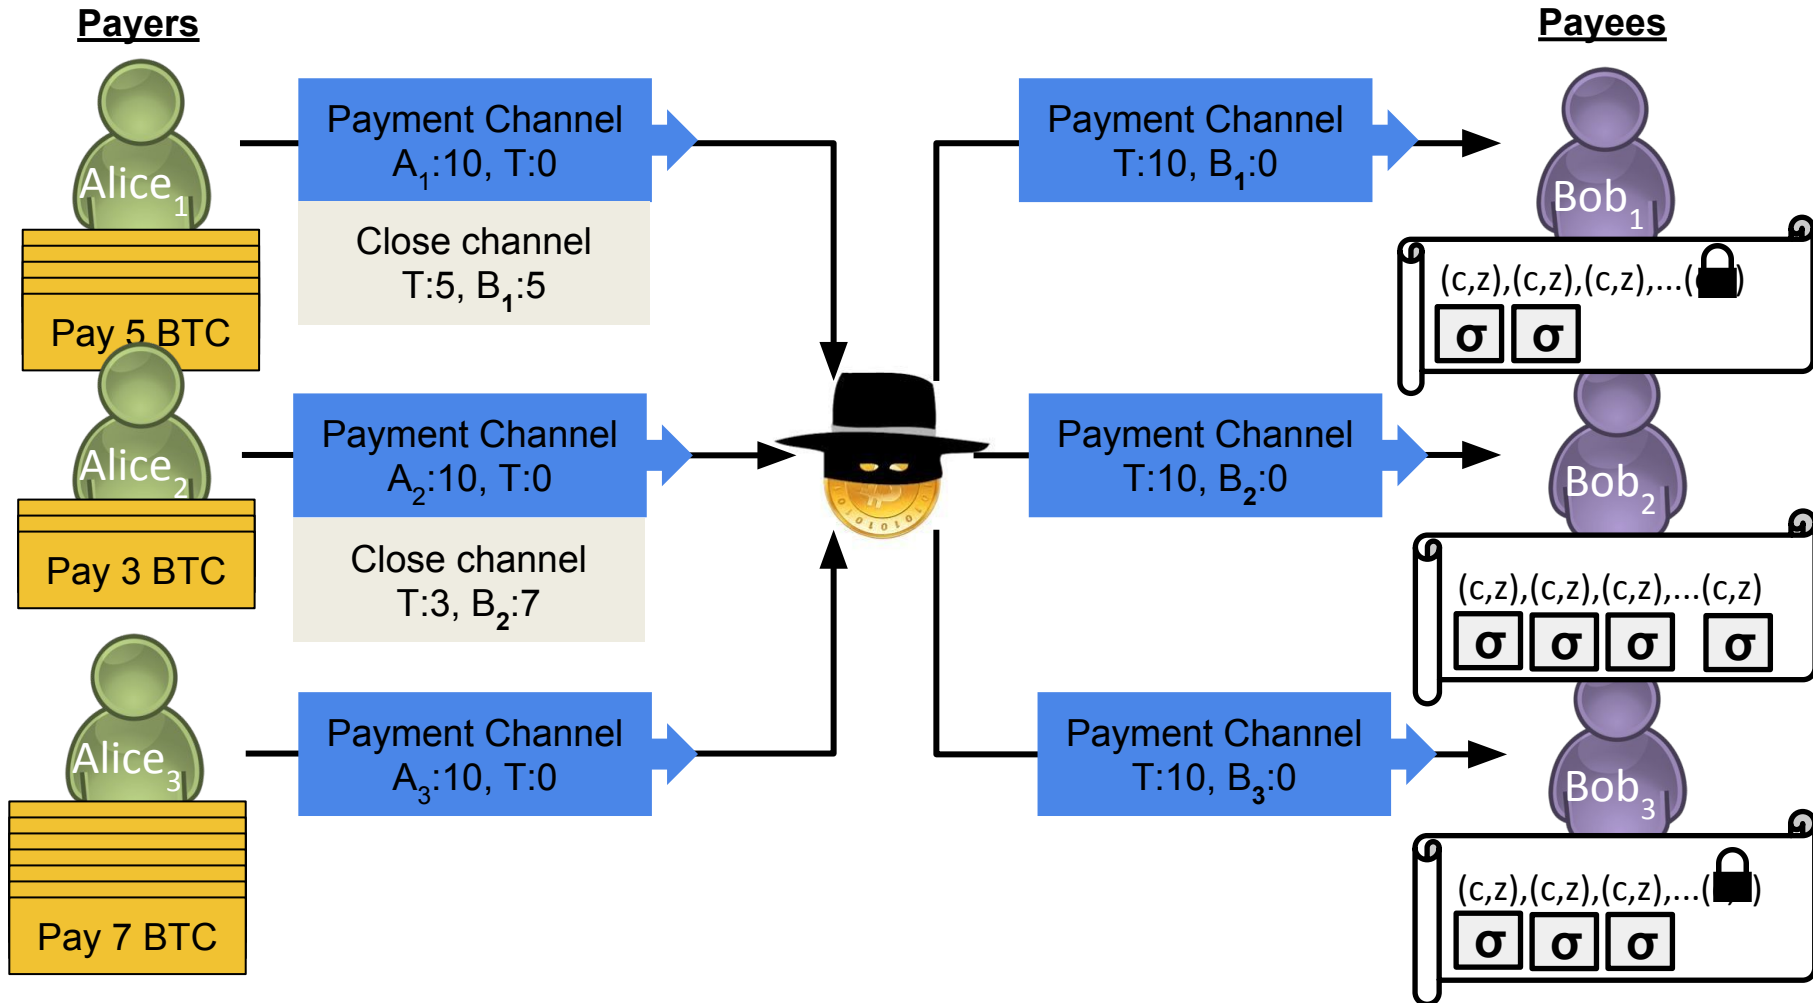 Payers
Payees
Alice₁
Pay 5 BTC
Payment Channel
A₁:10, T:0
Close channel
T:5, B₁:5
Payment Channel
T:10, B₁:0
Bob₁
(c,z),(c,z),(c,z),...( )
σ σ
Alice₂
Pay 3 BTC
Payment Channel
A₂:10, T:0
Close channel
T:3, B₂:7
Payment Channel
T:10, B₂:0
Bob₂
(c,z),(c,z),(c,z),...(c,z)
σ σ σ σ
Alice₃
Pay 7 BTC
Payment Channel
A₃:10, T:0
Payment Channel
T:10, B₃:0
Bob₃
(c,z),(c,z),(c,z),...( )
σ σ σ